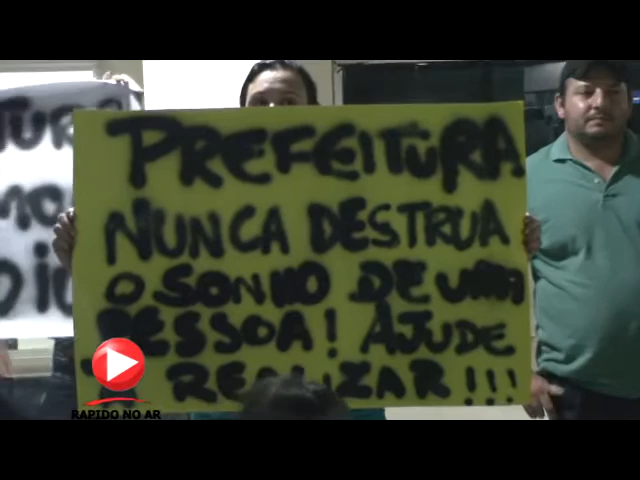 PREFEITURA
NUNCA DESTRUA
O SONHO DE UMA
PESSOA! AJUDE
A REALIZAR!!!
RAPIDO NO AR